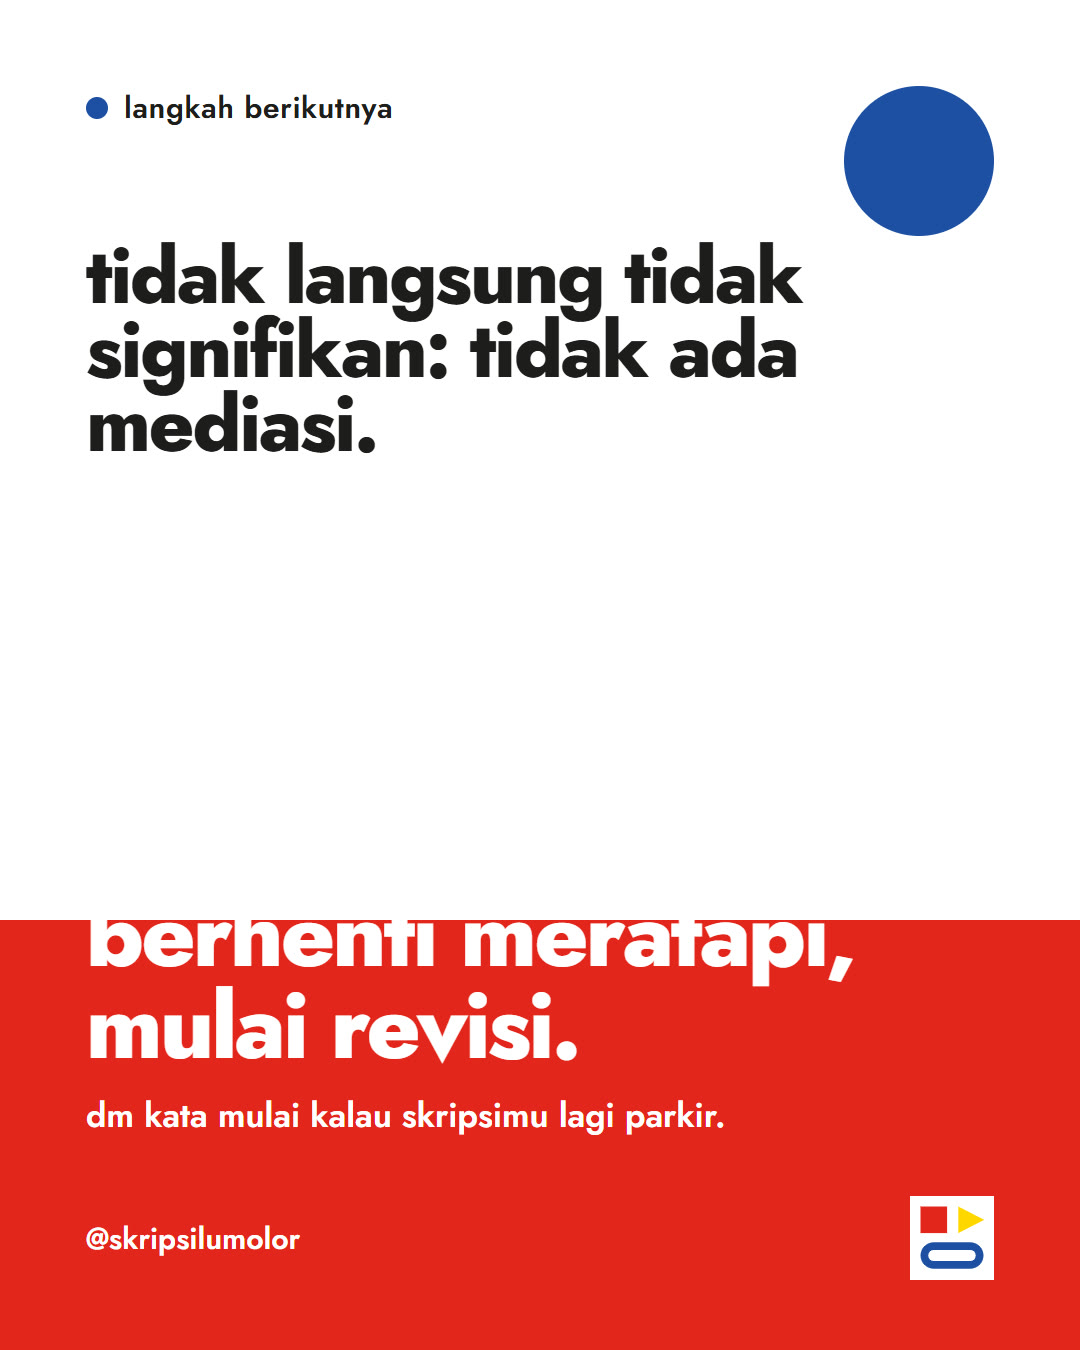 langkah berikutnya
tidak langsung tidak
signifikan: tidak ada
mediasi.
berhenti meratapi,
mulai revisi.
dm kata mulai kalau skripsimu lagi parkir.
@skripsilumolor